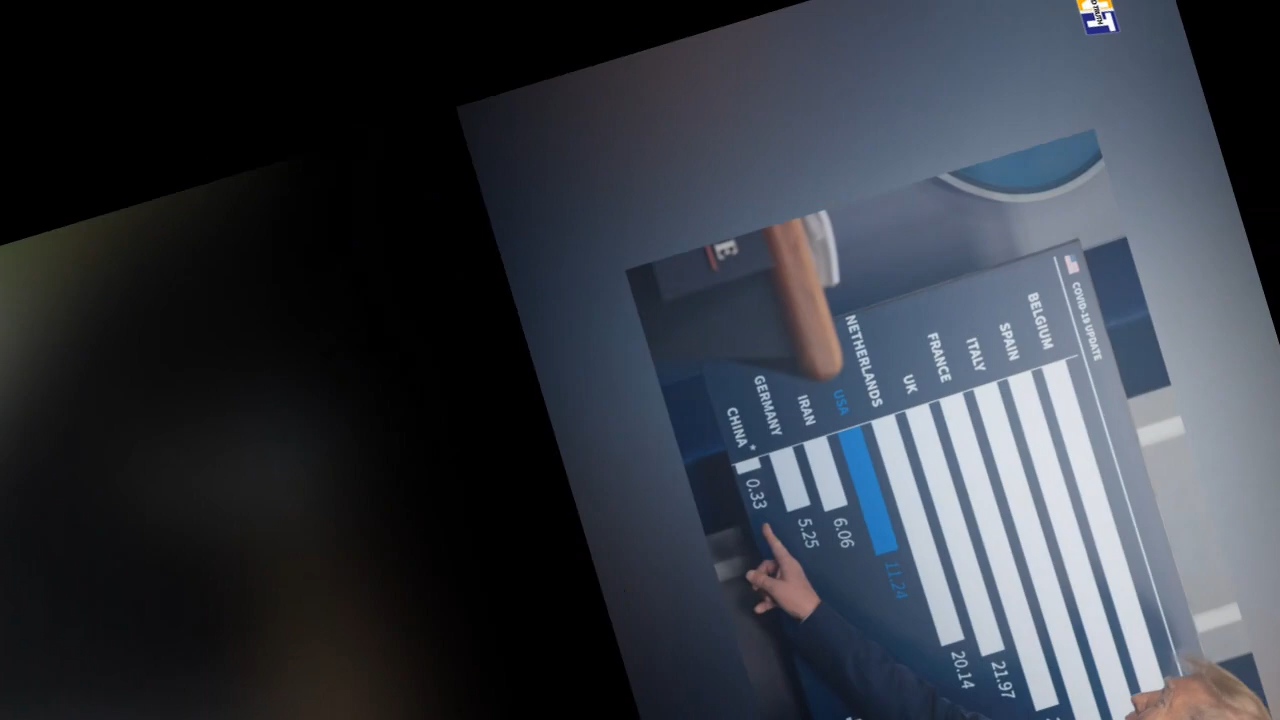 COVID-19 UPDATE
BELGIUM
SPAIN
ITALY
FRANCE
UK 21.97
NETHERLANDS 20.14
USA 11.24
IRAN 6.06
GERMANY 5.25
CHINA* 0.33
E